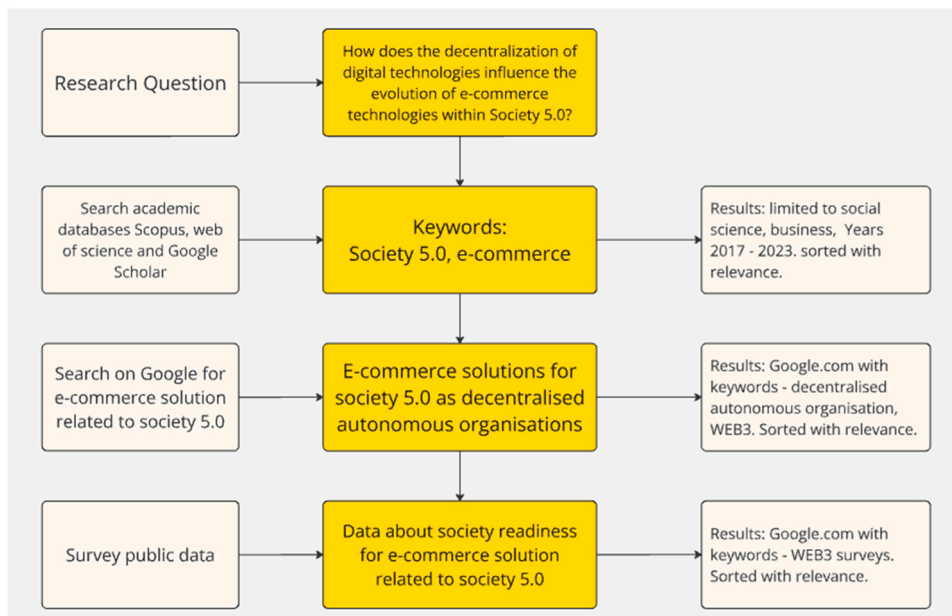 Research Question
How does the decentralization of
digital technologies influence the
evolution of e-commerce
technologies within Society 5.0?
Search academic
databases Scopus, web
of science and Google
Scholar
Keywords:
Society 5.0, e-commerce
Results: limited to social
science, business, Years
2017 - 2023. sorted with
relevance.
Search on Google for
e-commerce solution
related to society 5.0
E-commerce solutions for
society 5.0 as decentralised
autonomous organisations
Results: Google.com with
keywords - decentralised
autonomous organisation,
WEB3. Sorted with relevance.
Survey public data
Data about society readiness
for e-commerce solution
related to society 5.0
Results: Google.com with
keywords - WEB3 surveys.
Sorted with relevance.